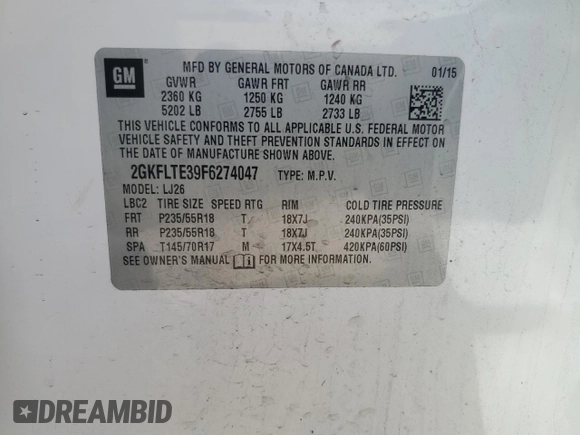 GM
MFD BY GENERAL MOTORS OF CANADA LTD. 01/15
GVWR GAWR FRT GAWR RR
2360 KG 1250 KG 1240 KG
5202 LB 2755 LB 2733 LB
THIS VEHICLE CONFORMS TO ALL APPLICABLE U.S. FEDERAL MOTOR
VEHICLE SAFETY AND THEFT PREVENTION STANDARDS IN EFFECT ON
THE DATE OF MANUFACTURE SHOWN ABOVE.
2GKFLTE39F6274047 TYPE: M.P.V.
MODEL: LJ26
LBC2 TIRE SIZE SPEED RTG RIM COLD TIRE PRESSURE
FRT P235/55R18 T 18X7J 240KPA(35PSI)
RR P235/55R18 T 18X7J 240KPA(35PSI)
SPA T145/70R17 M 17X4.5T 420KPA(60PSI)
SEE OWNER'S MANUAL FOR MORE INFORMATION.
DREAMBID